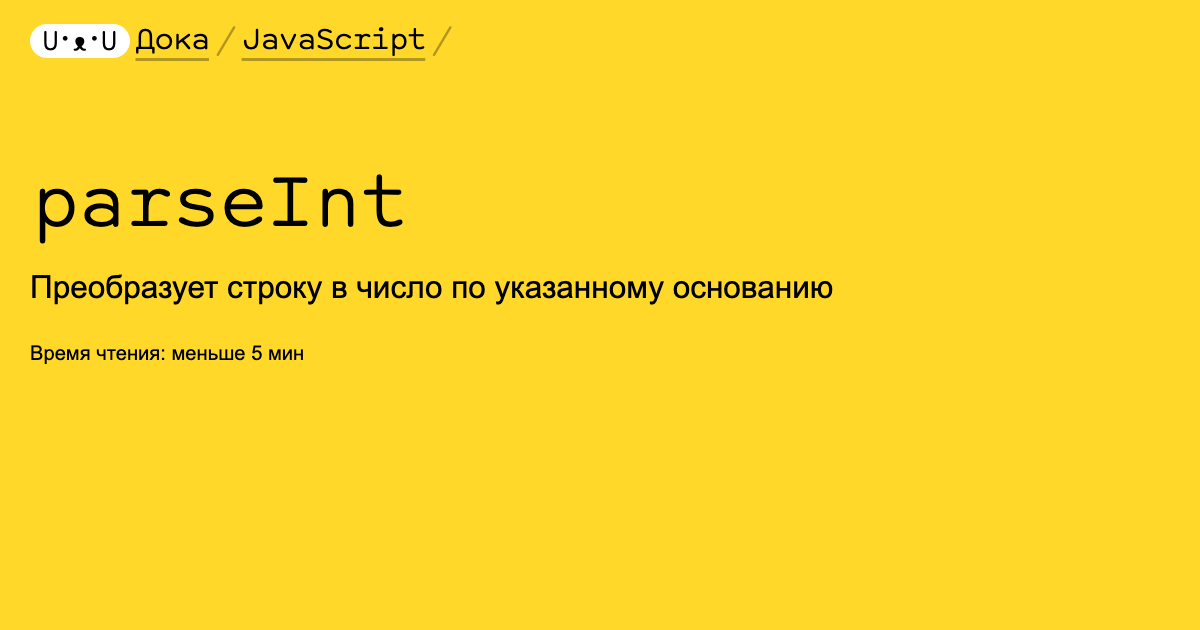 U·ᴥ·U Дока / JavaScript /
parseInt
Преобразует строку в число по указанному основанию
Время чтения: меньше 5 мин